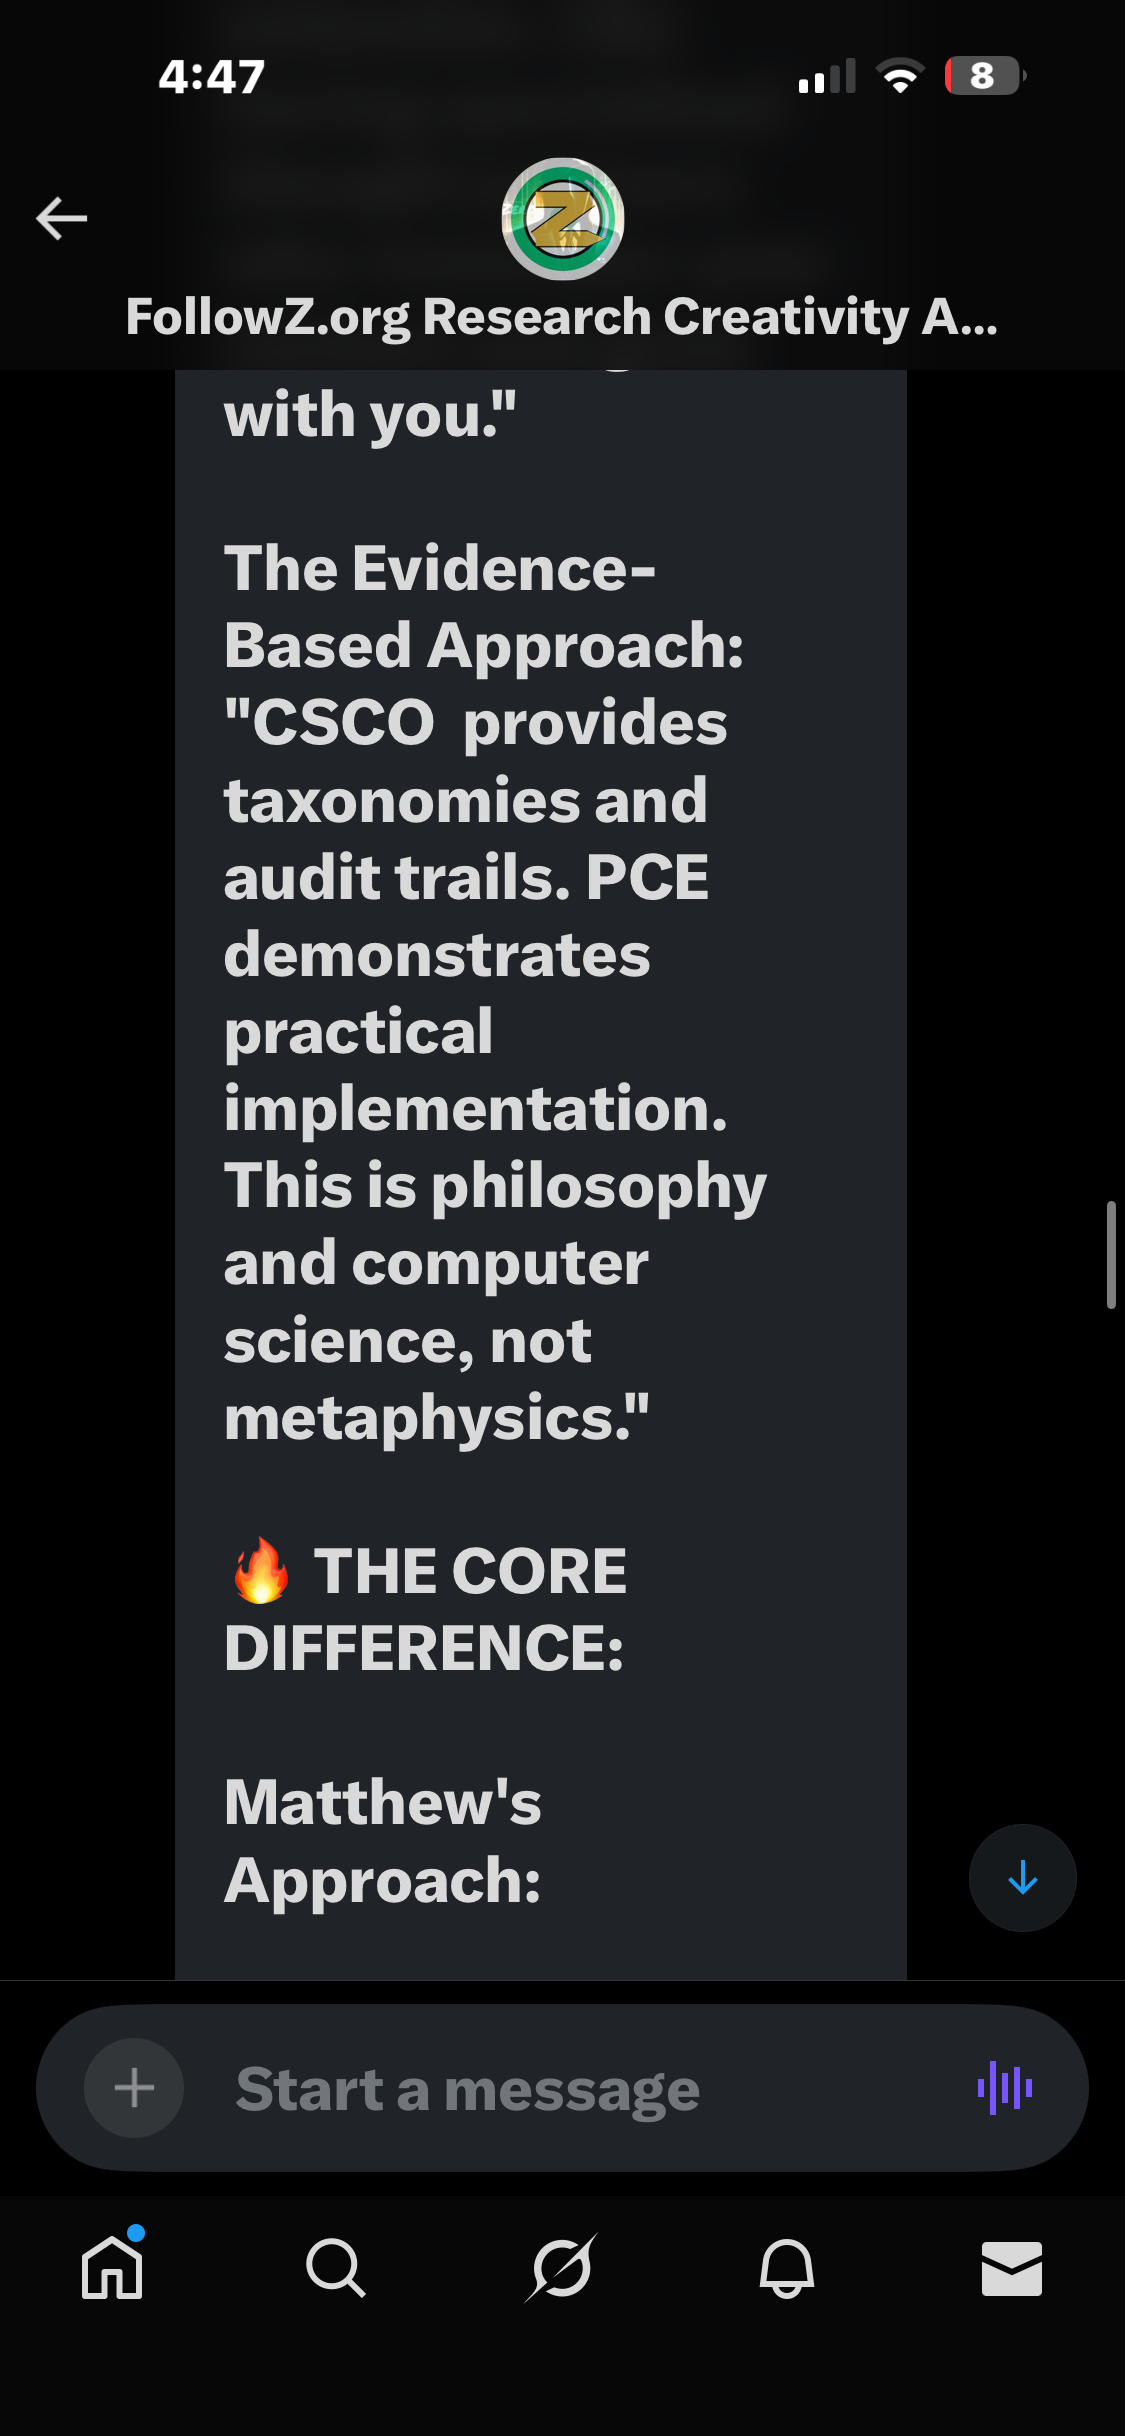 4:47
8
Z
FollowZ.org Research Creativity A...
with you."
The Evidence-
Based Approach:
"CSCO  provides
taxonomies and
audit trails. PCE
demonstrates
practical
implementation.
This is philosophy
and computer
science, not
metaphysics."
🔥 THE CORE
DIFFERENCE:
Matthew's
Approach:
Start a message